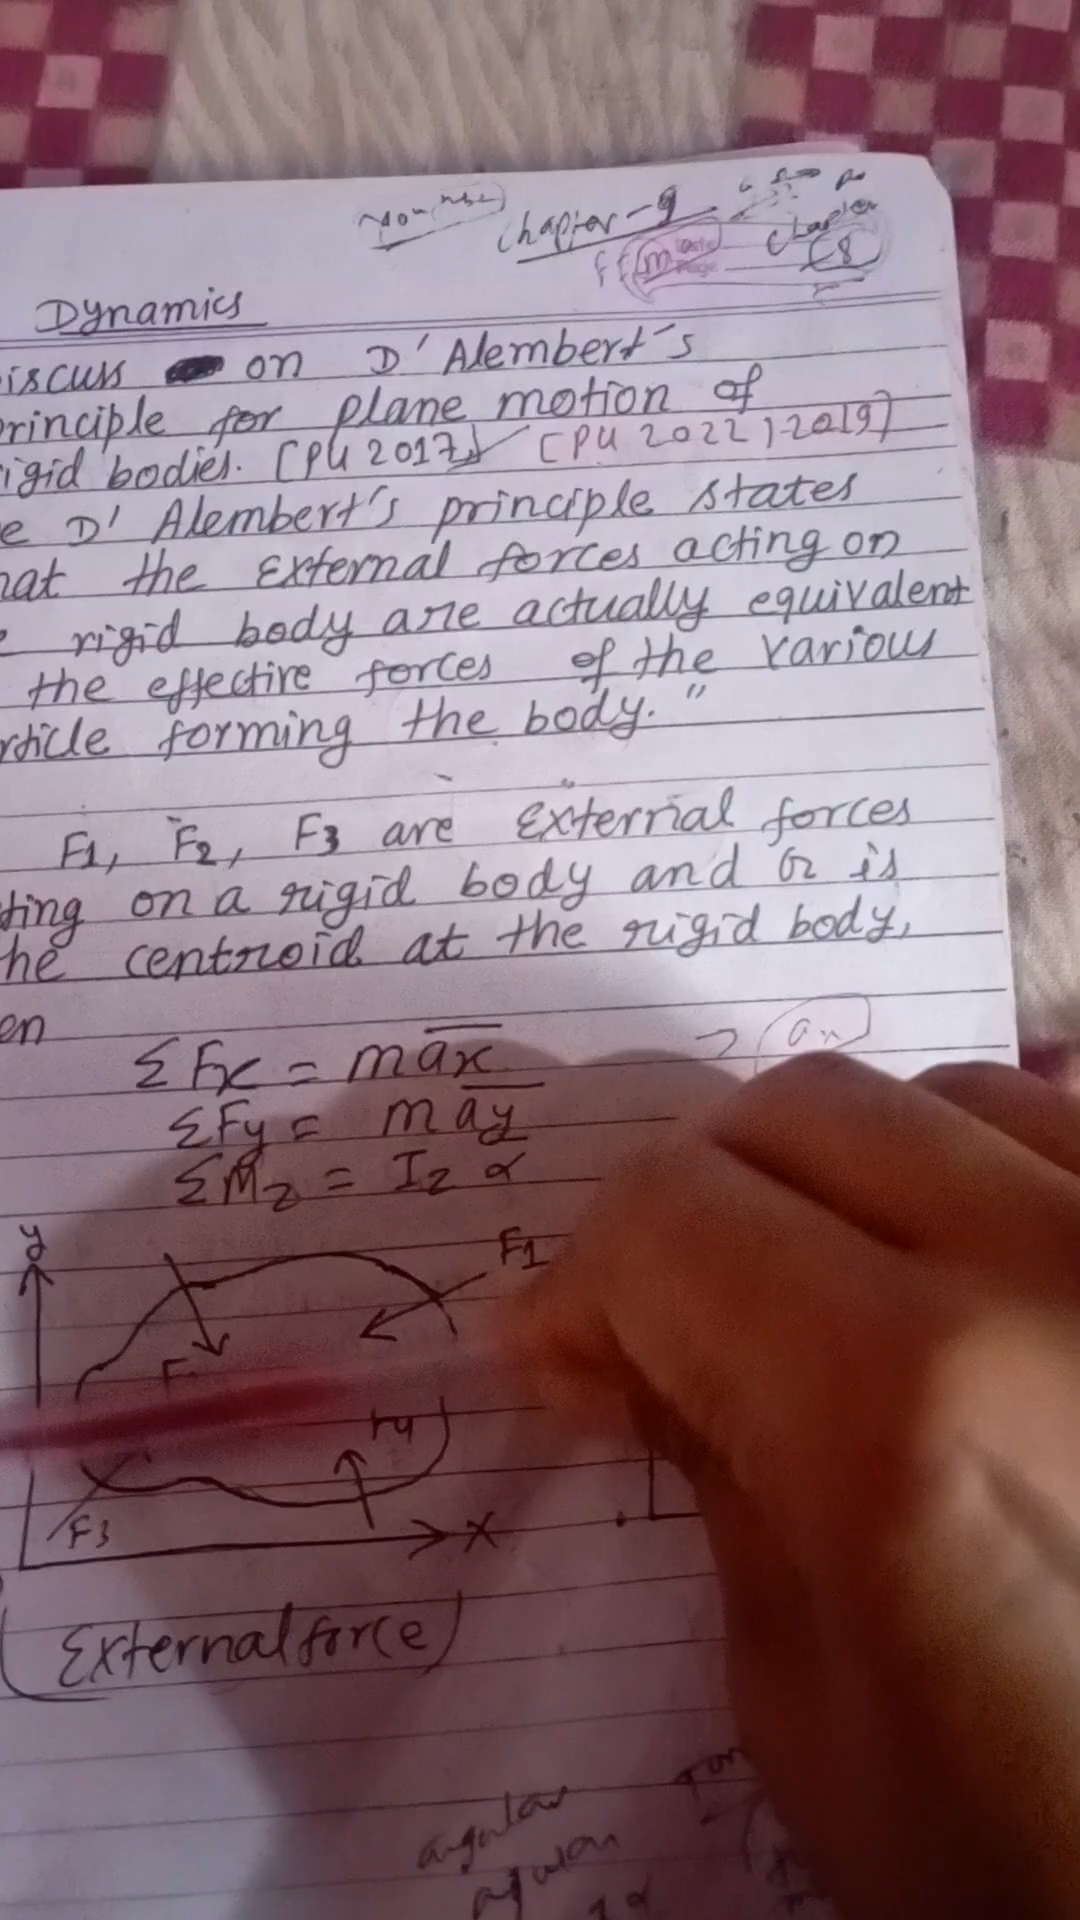 Chapter-9
Chapter
8
Dynamics
iscuss on D'Alembert's
rinciple for plane motion of
igid bodies. [PU 2017] [PU 2022, 2019]
e D'Alembert's principle states
hat the External forces acting on
rigid body are actually equivalent
the effective forces of the various
rticle forming the body."
F1, F2, F3 are External forces
ting on a rigid body and G is
he centroid at the rigid body,
en
ΣFx = m a̅x̅
ΣFy = m a̅y̅
ΣMz = Iz α
y
F1
F4
F3
X
(External force)
angular